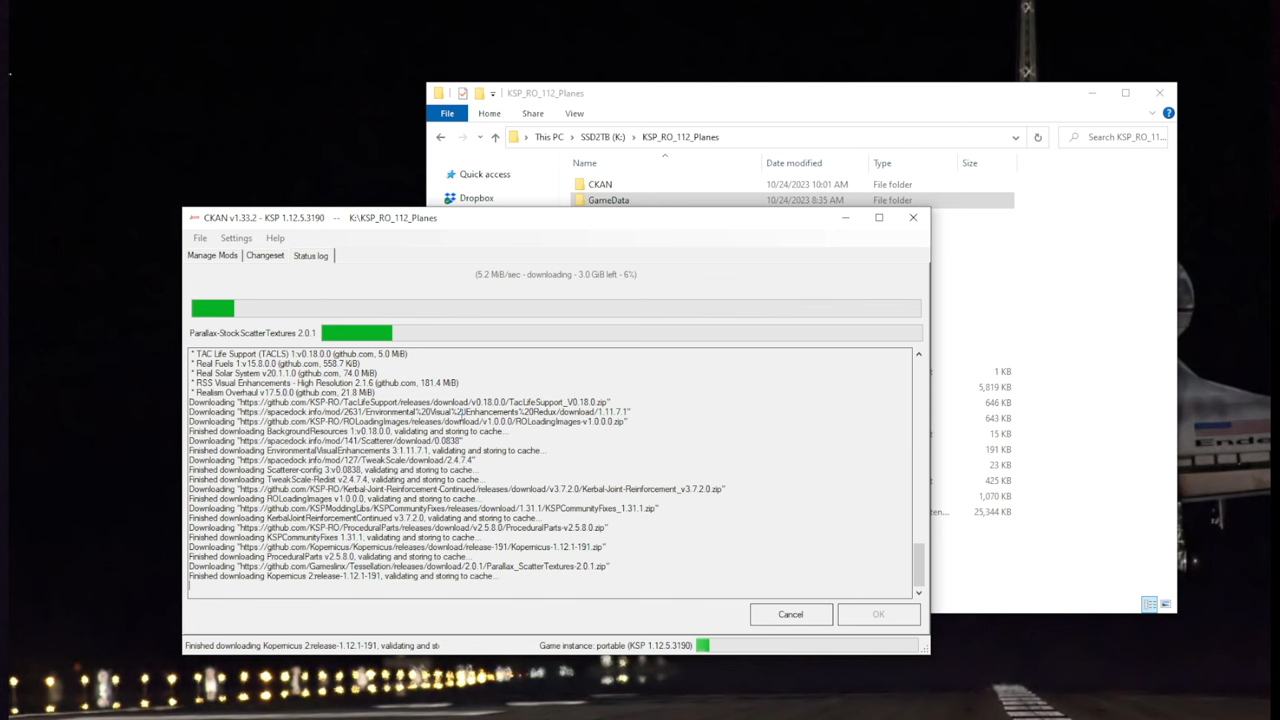 KSP_RO_112_Planes
File Home Share View
This PC > SSD2TB (K:) > KSP_RO_112_Planes
Search KSP_RO_11...
Name Date modified Type Size
Quick access
CKAN 10/24/2023 10:01 AM File folder
Dropbox
GameData 10/24/2023 8:35 AM File folder
1 KB
5,819 KB
646 KB
643 KB
15 KB
191 KB
23 KB
425 KB
1,070 KB
ten... 25,344 KB
CKAN v1.33.2 - KSP 1.12.5.3190 -- K:\KSP_RO_112_Planes
File Settings Help
Manage Mods Changeset Status log
(5.2 MiB/sec - downloading - 3.0 GiB left - 6%)
Parallax-StockScatterTextures 2.0.1
* TAC Life Support (TACLS) 1:v0.18.0.0 (github.com, 5.0 MiB)
* Real Fuels 1:v15.8.0.0 (github.com, 558.7 KiB)
* Real Solar System v20.1.1.0 (github.com, 74.0 MiB)
* RSS Visual Enhancements - High Resolution 2.1.6 (github.com, 181.4 MiB)
* Realism Overhaul v17.5.0.0 (github.com, 21.8 MiB)
Downloading "https://github.com/KSP-RO/TacLifeSupport/releases/download/v0.18.0.0/TacLifeSupport_V0.18.0.zip"
Downloading "https://spacedock.info/mod/2631/Environmental%20Visual%20Enhancements%20Redux/download/1.11.7.1"
Downloading "https://github.com/KSP-RO/ROLoadingImages/releases/download/v1.0.0.0/ROLoadingImages-v1.0.0.0.zip"
Finished downloading BackgroundResources 1:v0.18.0.0, validating and storing to cache...
Downloading "https://spacedock.info/mod/141/Scatterer/download/0.0838"
Finished downloading EnvironmentalVisualEnhancements 3:1.11.7.1, validating and storing to cache...
Downloading "https://spacedock.info/mod/127/TweakScale/download/2.4.7.4"
Finished downloading Scatterer-config 3:v0.0838, validating and storing to cache...
Finished downloading TweakScale-Redist v2.4.7.4, validating and storing to cache...
Downloading "https://github.com/KSP-RO/Kerbal-Joint-Reinforcement-Continued/releases/download/v3.7.2.0/Kerbal-Joint-Reinforcement_v3.7.2.0.zip"
Finished downloading ROLoadingImages v1.0.0.0, validating and storing to cache...
Downloading "https://github.com/KSPModdingLibs/KSPCommunityFixes/releases/download/1.31.1/KSPCommunityFixes_1.31.1.zip"
Finished downloading KerbalJointReinforcementContinued v3.7.2.0, validating and storing to cache...
Downloading "https://github.com/KSP-RO/ProceduralParts/releases/download/v2.5.8.0/ProceduralParts-v2.5.8.0.zip"
Finished downloading KSPCommunityFixes 1.31.1, validating and storing to cache...
Downloading "https://github.com/Kopernicus/Kopernicus/releases/download/release-191/Kopernicus-1.12.1-191.zip"
Finished downloading ProceduralParts v2.5.8.0, validating and storing to cache...
Downloading "https://github.com/Gameslinx/Tessellation/releases/download/2.0.1/Parallax_ScatterTextures-2.0.1.zip"
Finished downloading Kopernicus 2:release-1.12.1-191, validating and storing to cache...
Cancel OK
Finished downloading Kopernicus 2:release-1.12.1-191, validating and sto
Game instance: portable (KSP 1.12.5.3190)
Ende